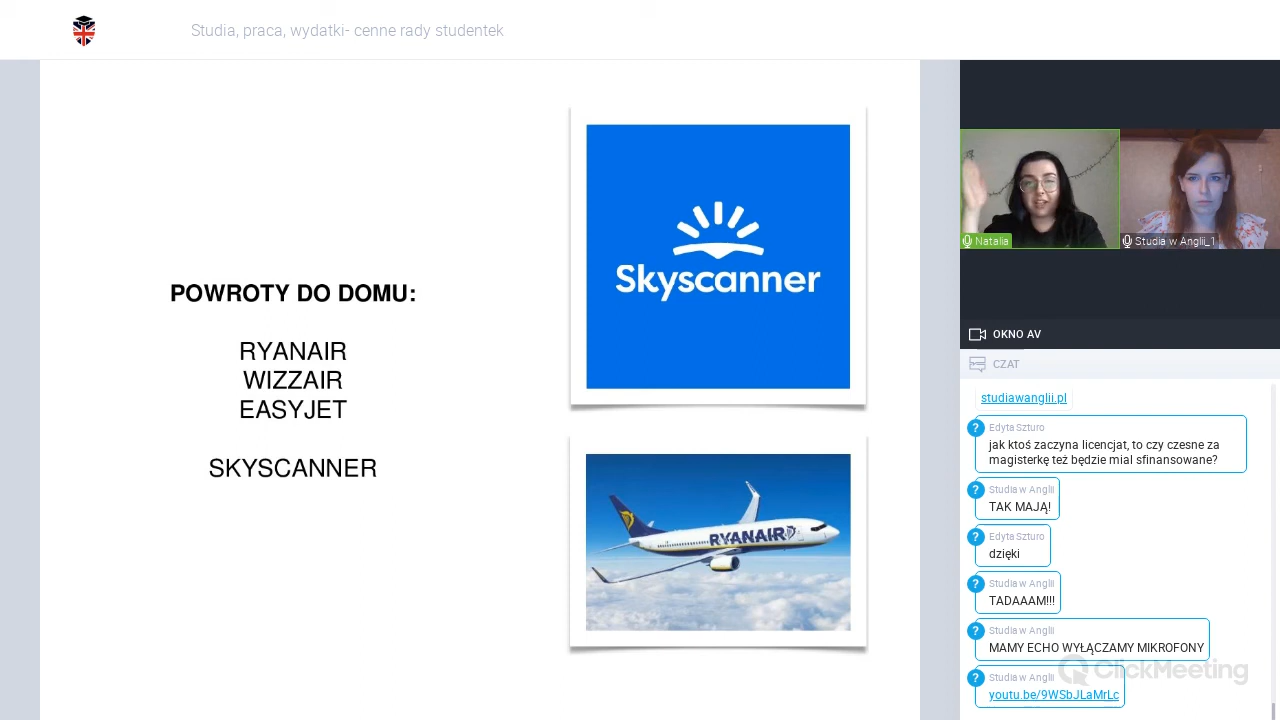 Studia, praca, wydatki- cenne rady studentek
POWROTY DO DOMU:
RYANAIR
WIZZAIR
EASYJET
SKYSCANNER
Skyscanner
RYANAIR
Natalia
Studia w Anglii_1
OKNO AV
CZAT
studiawanglii.pl
? Edyta Szturo
jak ktoś zaczyna licencjat, to czy czesne za
magisterkę też będzie mial sfinansowane?
? Studia w Anglii
TAK MAJĄ!
? Edyta Szturo
dzięki
? Studia w Anglii
TADAAAM!!!
? Studia w Anglii
MAMY ECHO WYŁĄCZAMY MIKROFONY
ClickMeeting
? Studia w Anglii
youtu.be/9WSbJLaMrLc